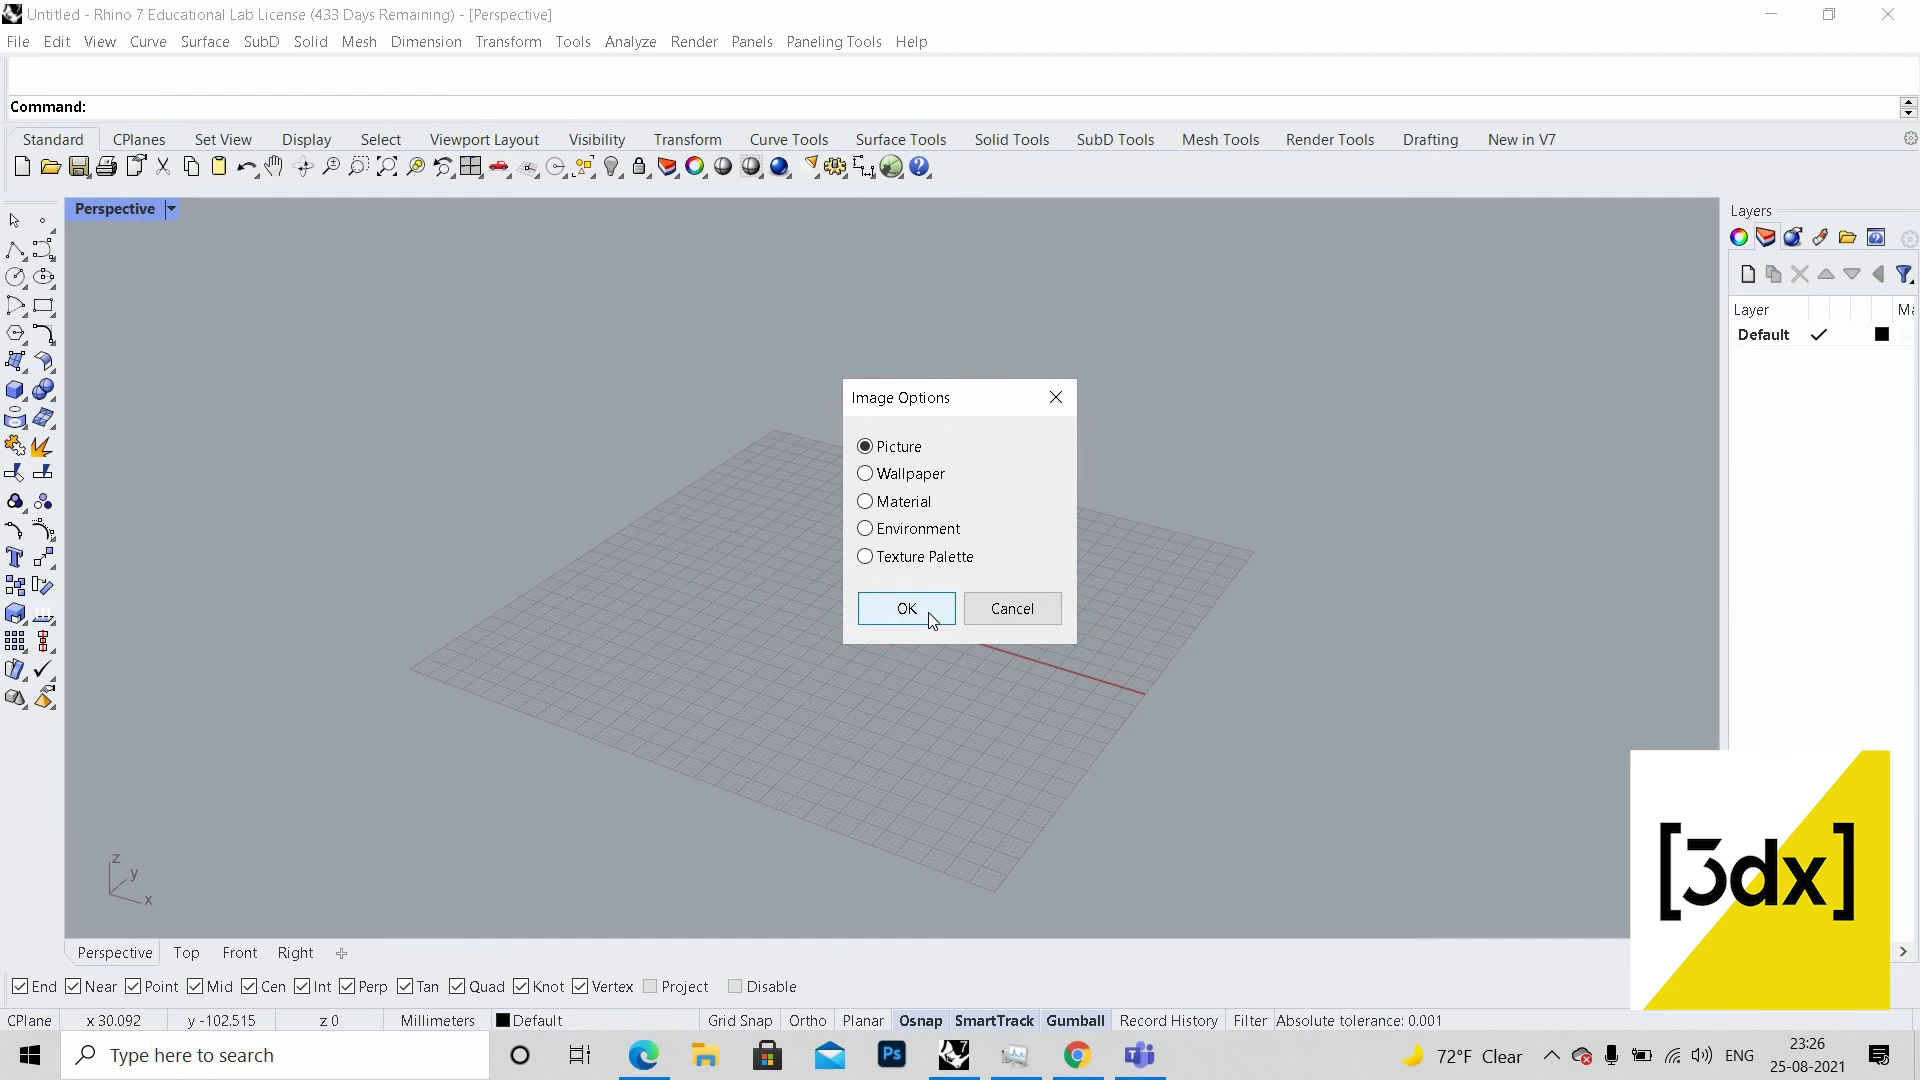 Untitled - Rhino 7 Educational Lab License (433 Days Remaining) - [Perspective]
File Edit View Curve Surface SubD Solid Mesh Dimension Transform Tools Analyze Render Panels Paneling Tools Help
Command:
Standard CPlanes Set View Display Select Viewport Layout Visibility Transform Curve Tools Surface Tools Solid Tools SubD Tools Mesh Tools Render Tools Drafting New in V7
Perspective
Layers
Layer
Default
Image Options
Picture
Wallpaper
Material
Environment
Texture Palette
OK Cancel
z
y
x
[3dx]
Perspective Top Front Right
End Near Point Mid Cen Int Perp Tan Quad Knot Vertex Project Disable
CPlane x 30.092 y -102.515 z 0 Millimeters Default Grid Snap Ortho Planar Osnap SmartTrack Gumball Record History Filter Absolute tolerance: 0.001
Type here to search
Ps
72°F Clear
ENG
23:26
25-08-2021